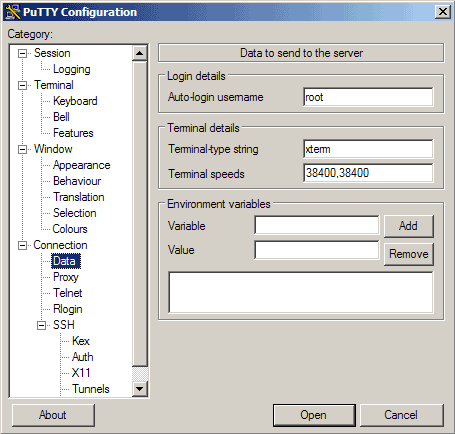 PuTTY Configuration
Category:
Session
Logging
Terminal
Keyboard
Bell
Features
Window
Appearance
Behaviour
Translation
Selection
Colours
Connection
Data
Proxy
Telnet
Rlogin
SSH
Kex
Auth
X11
Tunnels
Data to send to the server
Login details
Auto-login username root
Terminal details
Terminal-type string xterm
Terminal speeds 38400,38400
Environment variables
Variable Add
Value Remove
About Open Cancel